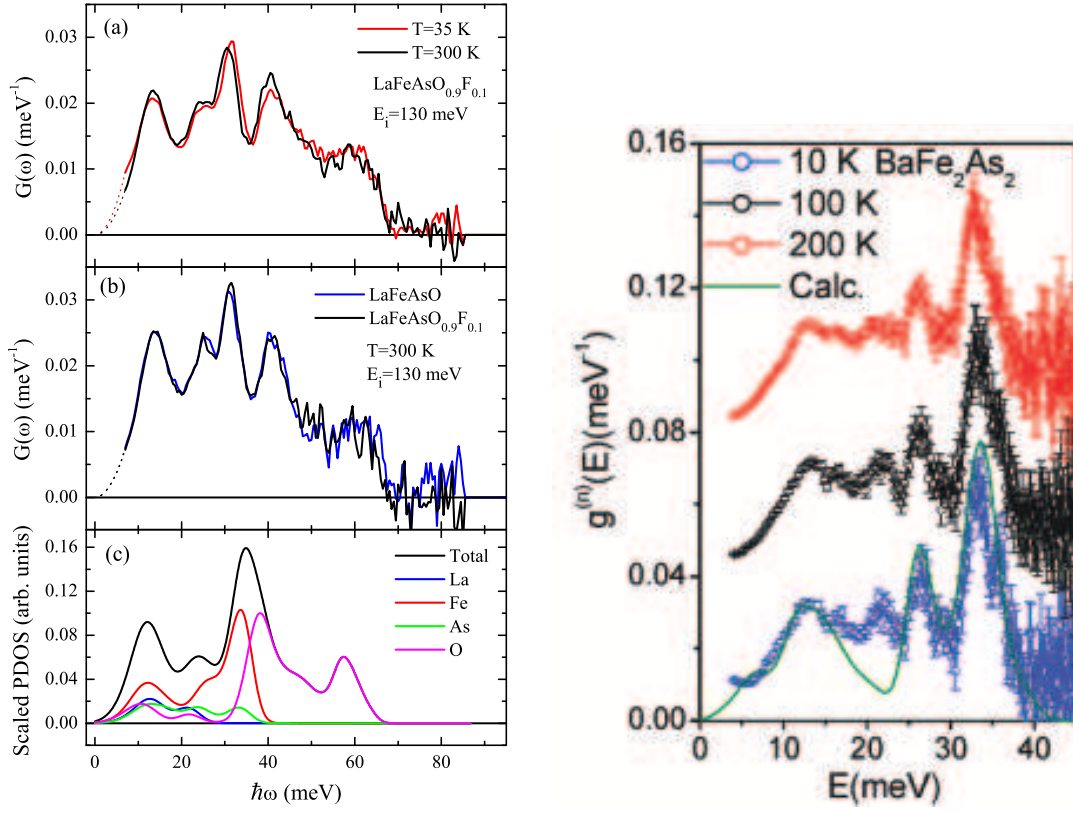 (a)
T=35 K
T=300 K
LaFeAsO0.9F0.1
Ei=130 meV
G(ω) (meV-1)
0.03
0.02
0.01
0.00
(b)
LaFeAsO
LaFeAsO0.9F0.1
T=300 K
Ei=130 meV
G(ω) (meV-1)
0.03
0.02
0.01
0.00
(c)
Total
La
Fe
As
O
Scaled PDOS (arb. units)
0.16
0.12
0.08
0.04
0.00
0 20 40 60 80
ħω (meV)
10 K BaFe2As2
100 K
200 K
Calc.
g(n)(E)(meV-1)
0.16
0.12
0.08
0.04
0.00
0 10 20 30 40
E(meV)